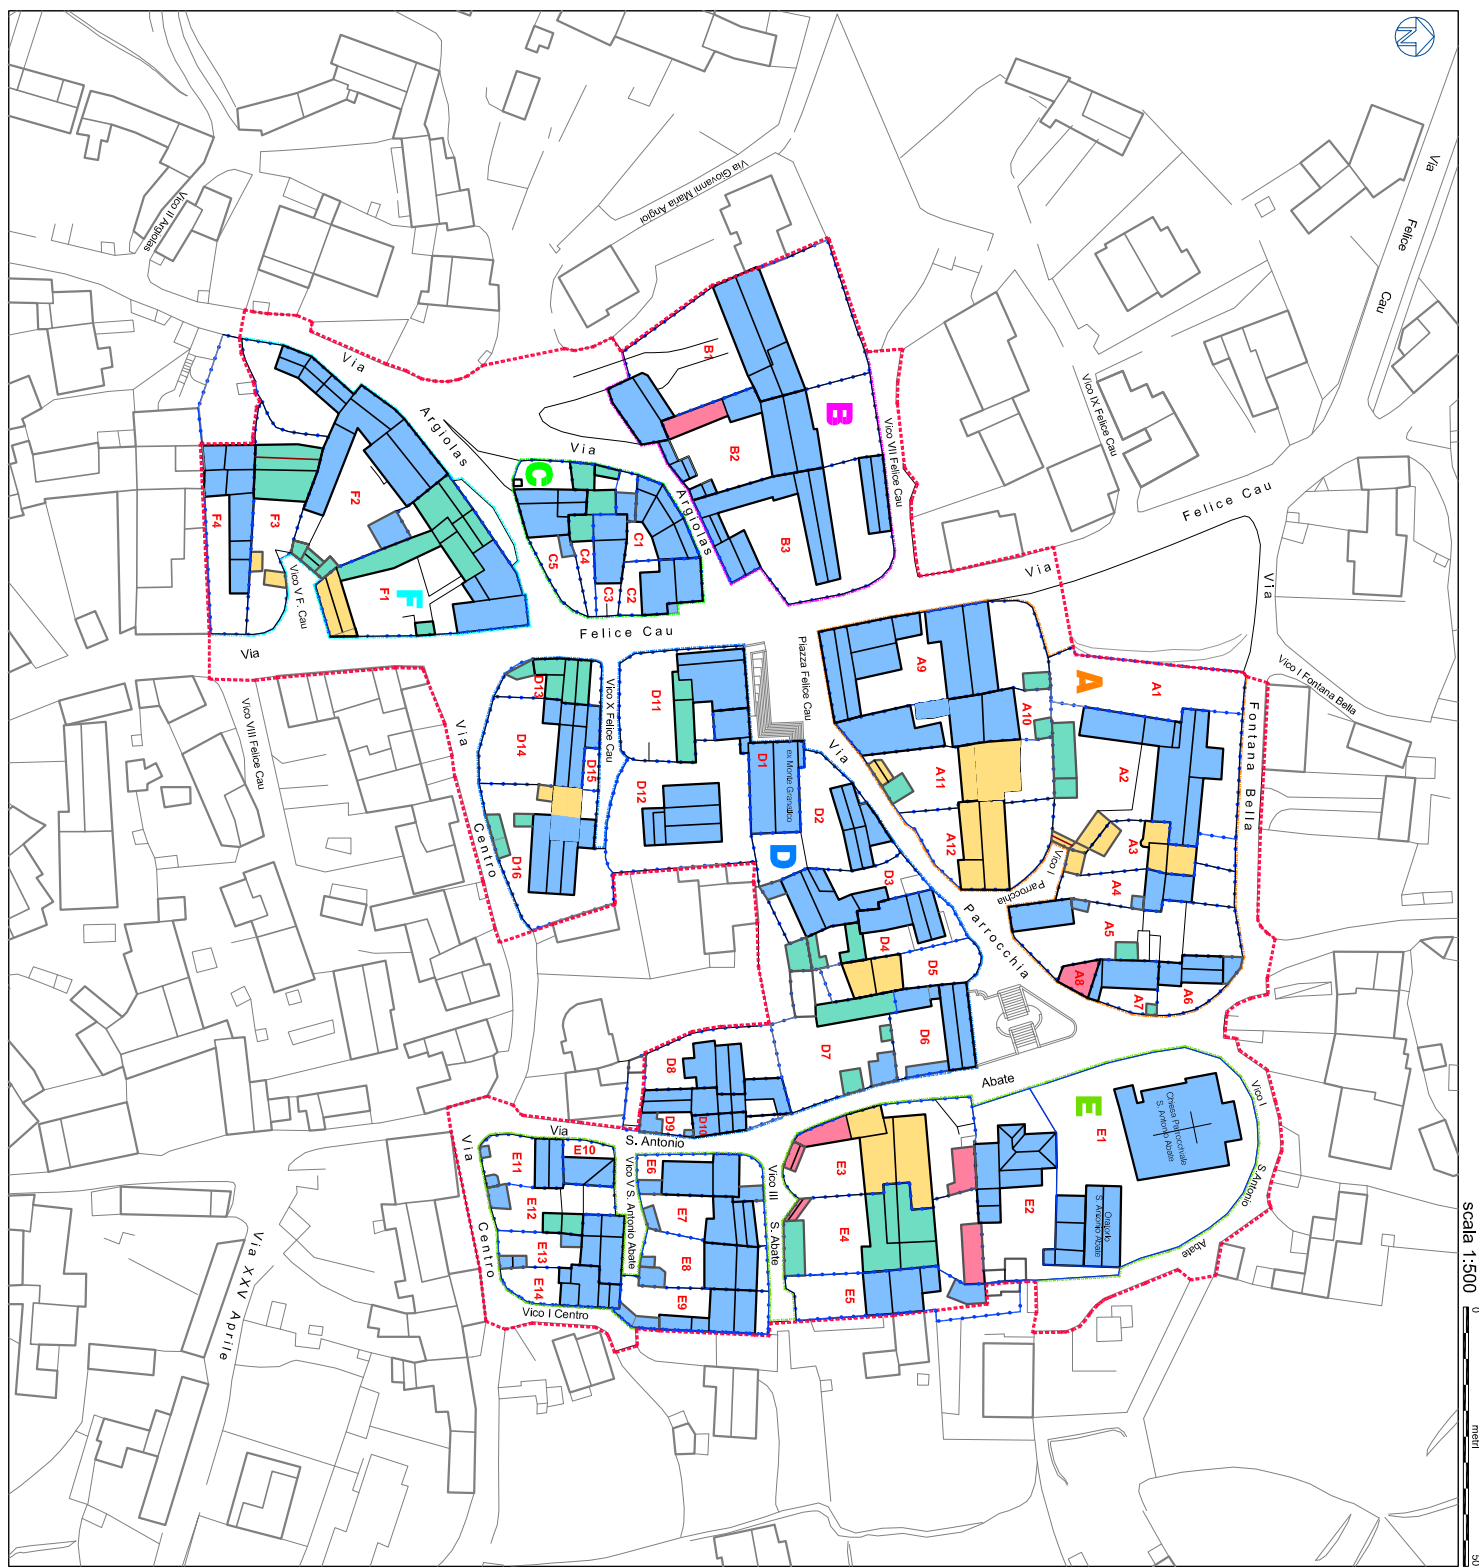 N
Via
Felice
Cau
scala 1:500
0
metri
50
Via Giovanni Maria Angioi
Vico II Argiolas
Vico IX Felice Cau
Vico VII Felice Cau
Felice Cau
Via
Via
Vico I Fontana Bella
Fontana Bella
Via
Argiolas
Via
Argiolas
B
B1
B2
B3
C
C1
C2
C3
C4
C5
F
F1
F2
F3
F4
Vico V F. Cau
Via
Felice Cau
Piazza Felice Cau
Vico VIII Felice Cau
Vico X Felice Cau
Via
Centro
A
A1
A2
A3
A4
A5
A6
A7
A8
A9
A10
A11
A12
Vico I
Parrocchia
Via
Parrocchia
D
D1
ex Monte Granatico
D2
D3
D4
D5
D6
D7
D8
D9
D10
D11
D12
D13
D14
D15
D16
Abate
S. Antonio
Via
E
E1
Chiesa Parrocchiale
S. Antonio Abate
Oratorio
S. Antonio Abate
E2
E3
E4
E5
E6
E7
E8
E9
E10
E11
E12
E13
E14
Vico I
S. Antonio
Abate
Vico III
S. Abate
Vico V S. Antonio Abate
Vico I Centro
Via
Centro
Via XXV Aprile